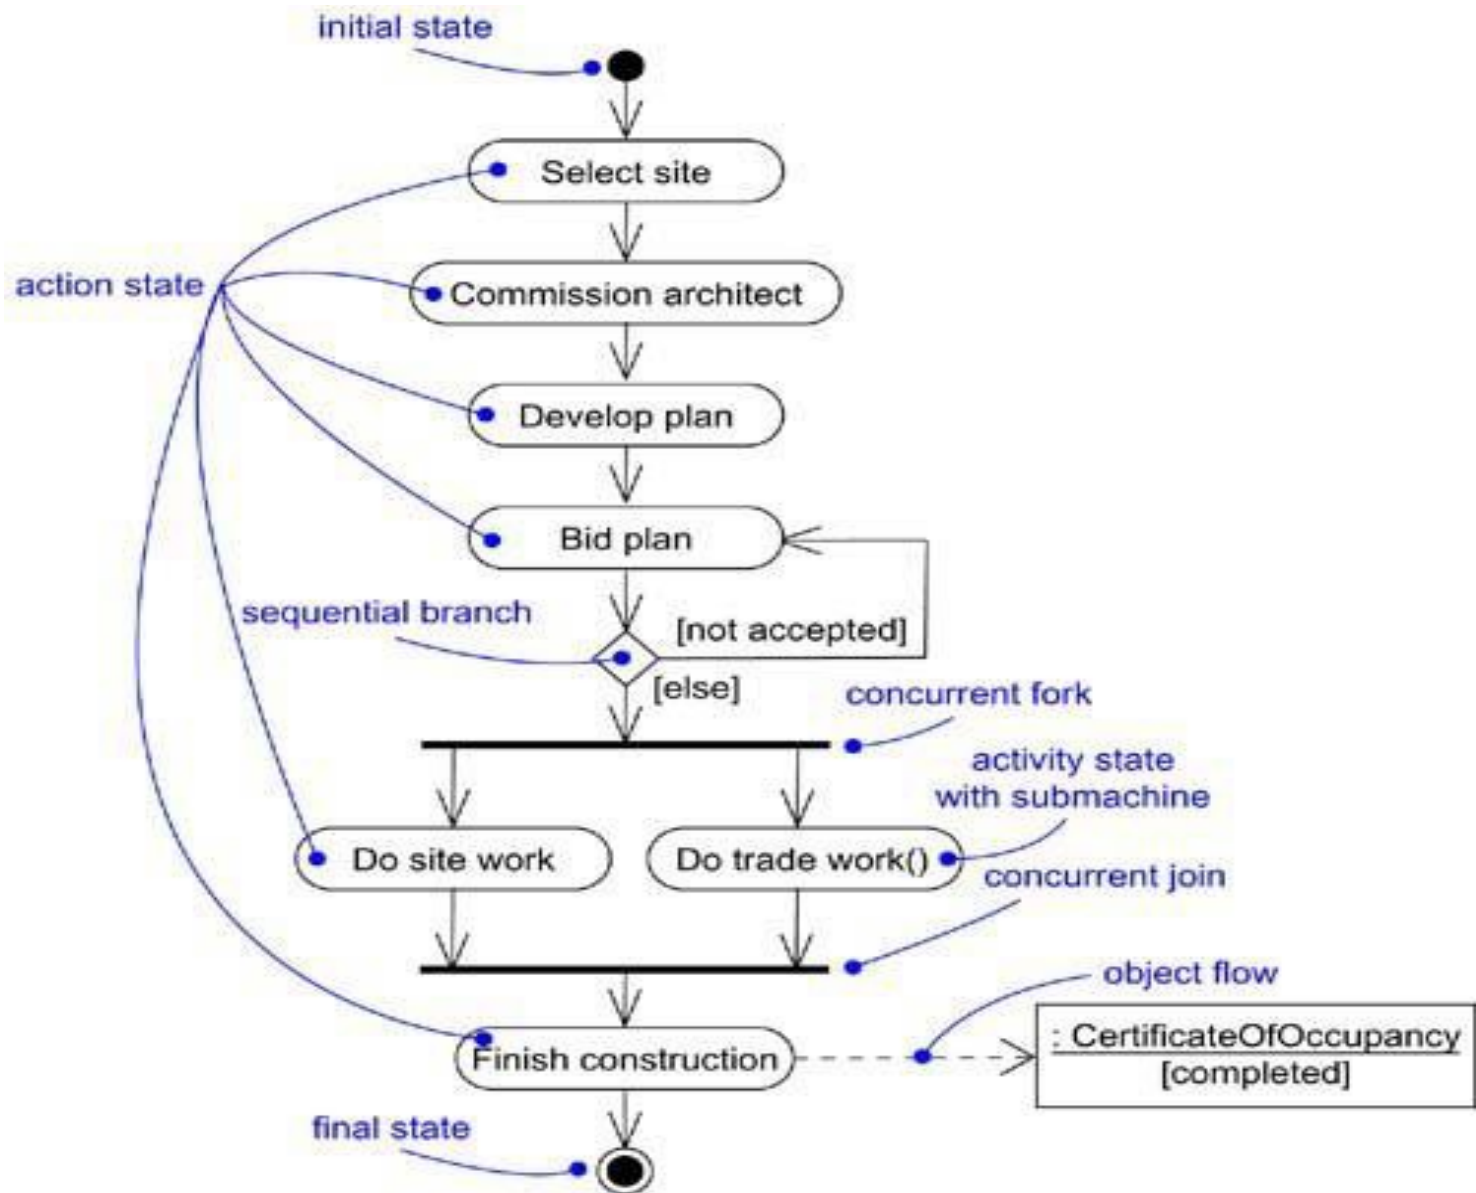 initial state
Select site
action state
Commission architect
Develop plan
Bid plan
sequential branch
[not accepted]
[else]
concurrent fork
activity state
with submachine
Do site work
Do trade work()
concurrent join
object flow
: CertificateOfOccupancy
[completed]
Finish construction
final state